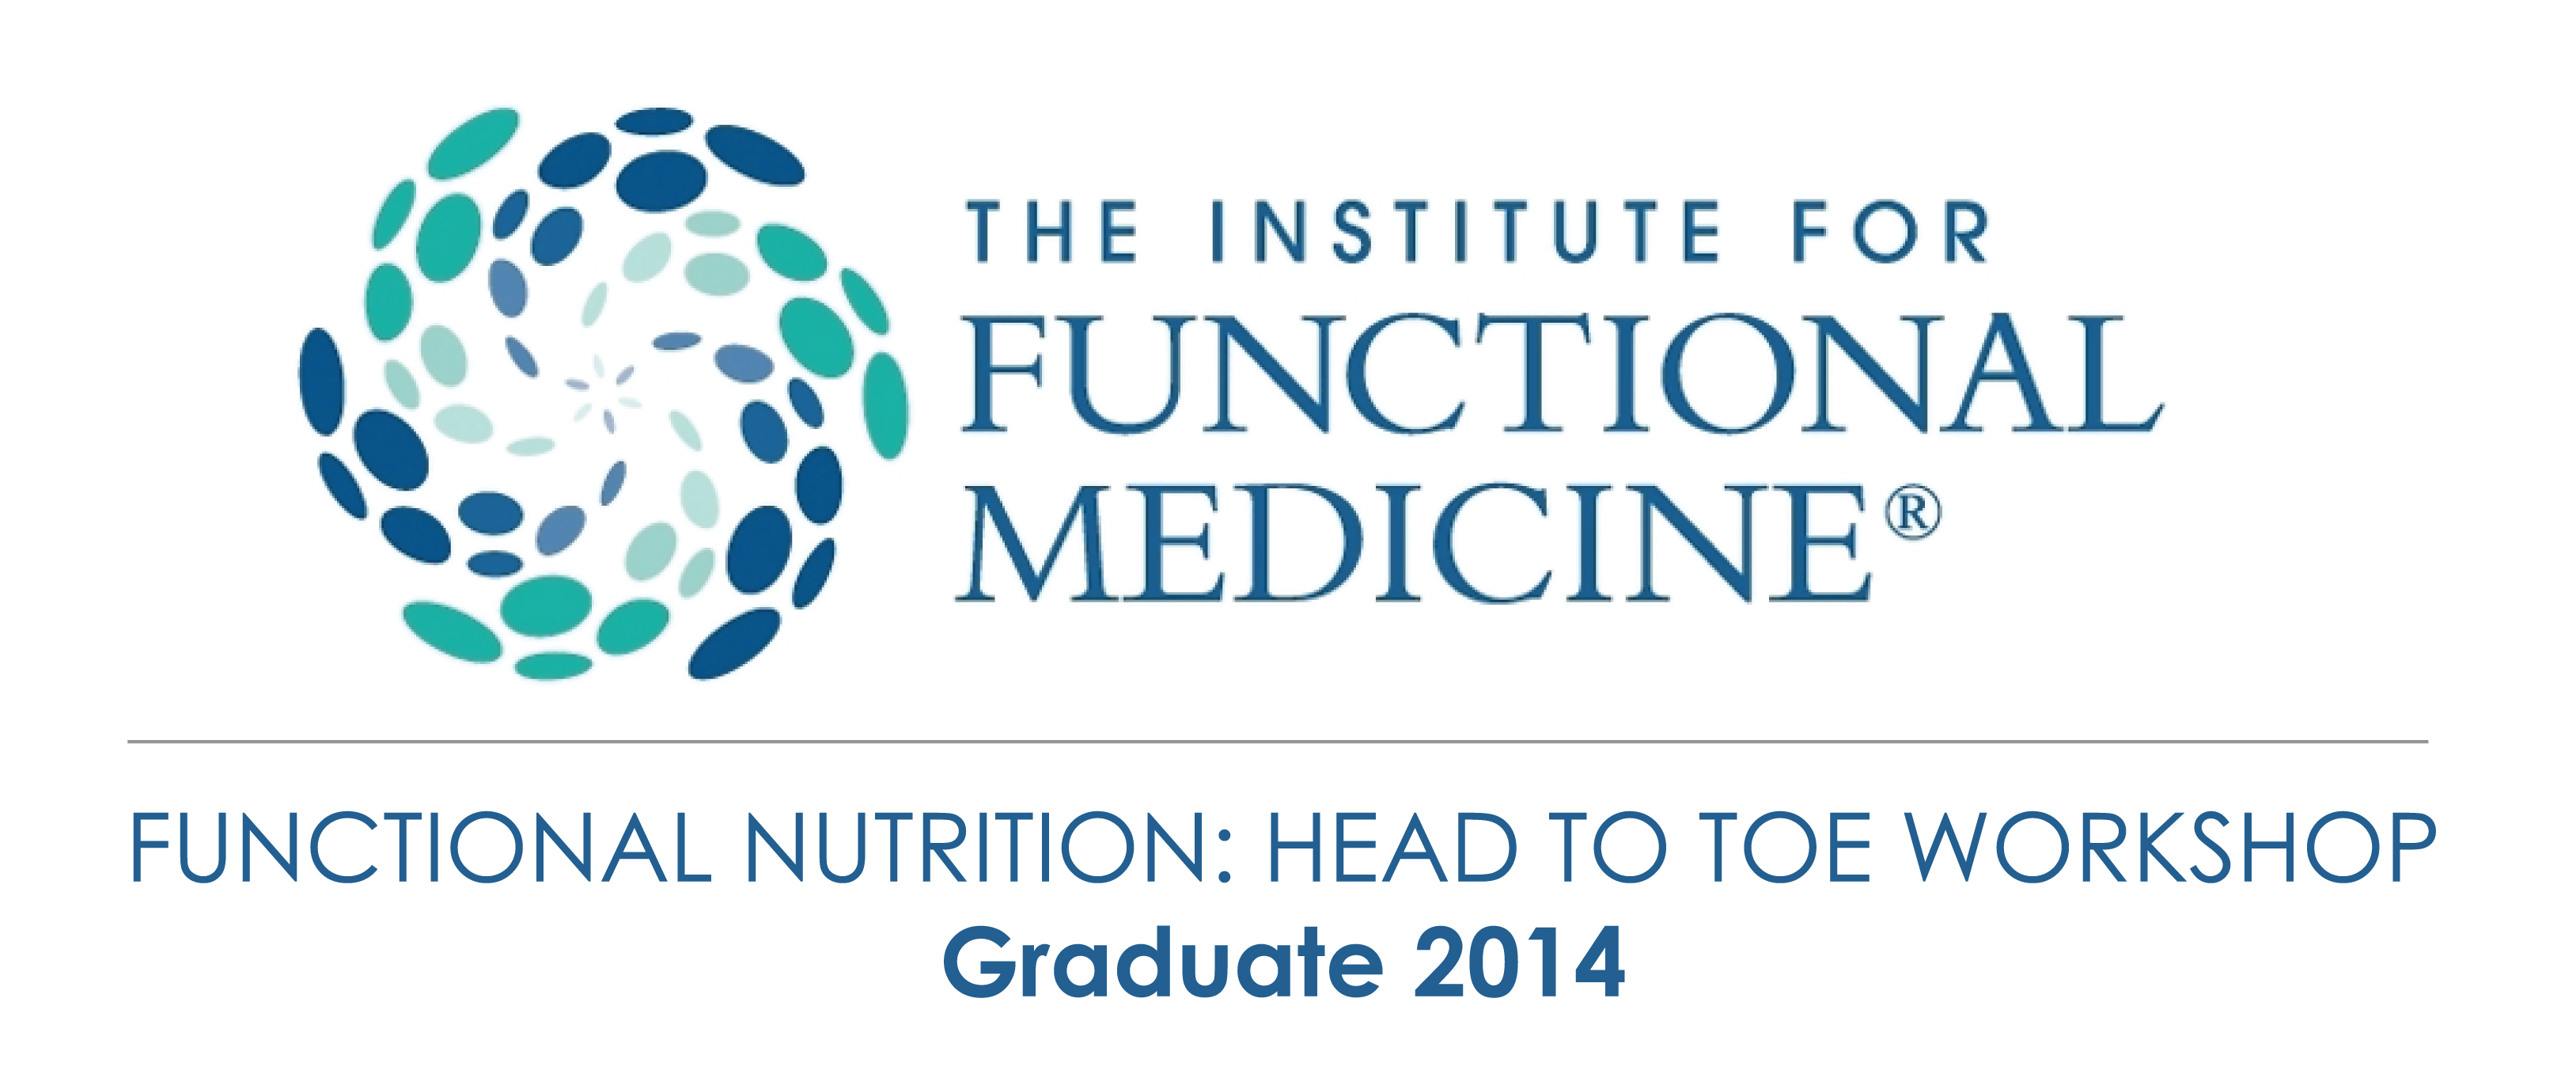 THE INSTITUTE FOR
FUNCTIONAL
MEDICINE®
FUNCTIONAL NUTRITION: HEAD TO TOE WORKSHOP
Graduate 2014